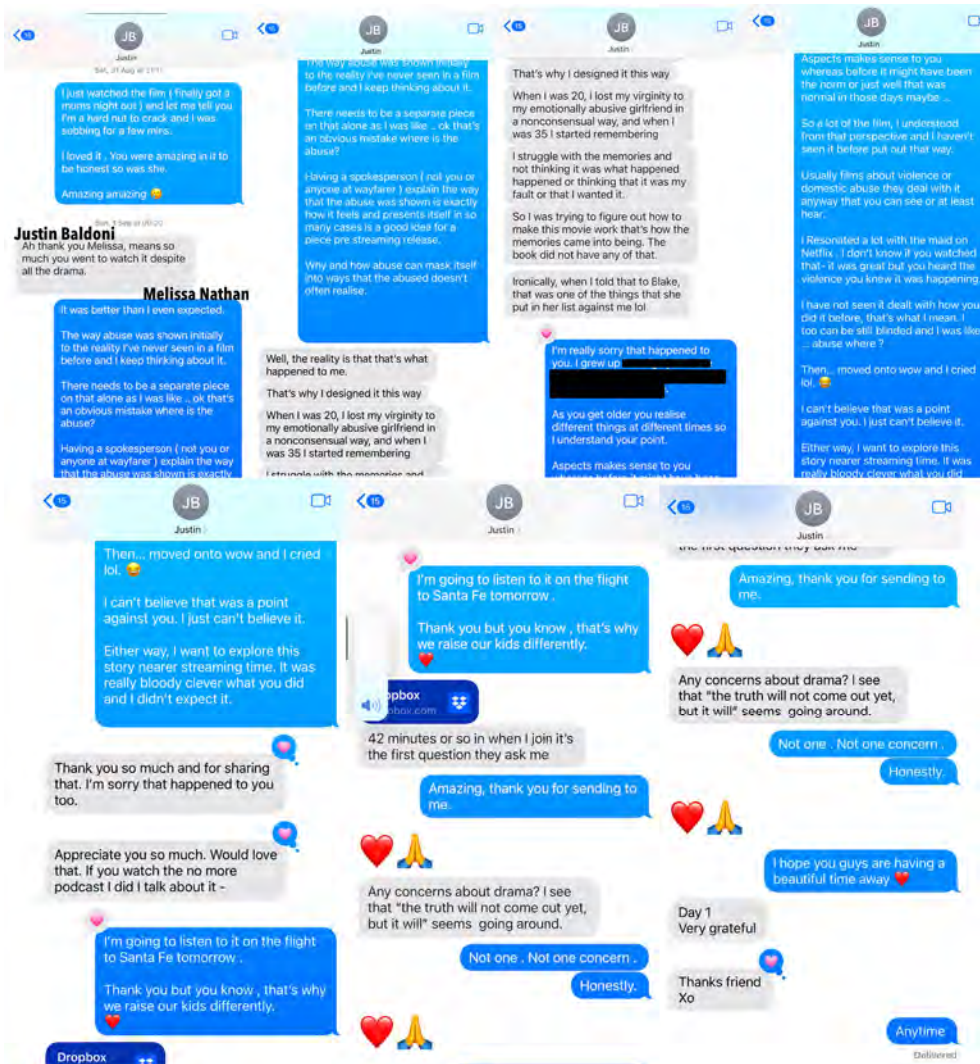 15
JB
Justin
Sat, 31 Aug at 21:11
I just watched the film ( finally got a
mums night out ) and let me tell you
I'm a hard nut to crack and I was
sobbing for a few mins.
I loved it . You were amazing in it to
be honest so was she.
Amazing amazing 😅
Justin Baldoni
Ah thank you Melissa, means so
much you went to watch it despite
all the drama.
Melissa Nathan
It was better than I even expected.
The way abuse was shown initially
to the reality I've never seen in a film
before and I keep thinking about it.
There needs to be a separate piece
on that alone as I was like .. ok that's
an obvious mistake where is the
abuse?
Having a spokesperson ( not you or
anyone at wayfarer ) explain the way
that the abuse was shown is exactly
15
JB
Justin
The way abuse was shown initially
to the reality I've never seen in a film
before and I keep thinking about it.
There needs to be a separate piece
on that alone as I was like .. ok that's
an obvious mistake where is the
abuse?
Having a spokesperson ( not you or
anyone at wayfarer ) explain the way
that the abuse was shown is exactly
how it feels and presents itself in so
many cases is a good idea for a
piece pre streaming release.
Why and how abuse can mask itself
into ways that the abused doesn't
often realise.
Well, the reality is that that's what
happened to me.
That's why I designed it this way
When I was 20, I lost my virginity to
my emotionally abusive girlfriend in
a nonconsensual way, and when I
was 35 I started remembering
I struggle with the memories and
15
JB
Justin
That's why I designed it this way
When I was 20, I lost my virginity to
my emotionally abusive girlfriend in
a nonconsensual way, and when I
was 35 I started remembering
I struggle with the memories and
not thinking it was what happened
happened or thinking that it was my
fault or that I wanted it.
So I was trying to figure out how to
make this movie work that's how the
memories came into being. The
book did not have any of that.
Ironically, when I told that to Blake,
that was one of the things that she
put in her list against me lol
I'm really sorry that happened to
you. I grew up
As you get older you realise
different things at different times so
I understand your point.
Aspects makes sense to you
whereas before it might have been
15
JB
Justin
Aspects makes sense to you
whereas before it might have been
the norm or just well that was
normal in those days maybe ..
So a lot of the film, I understood
from that perspective and I haven't
seen it before put out that way.
Usually films about violence or
domestic abuse they deal with it
anyway that you can see or at least
hear.
I Resonated a lot with the maid on
Netflix . I don't know if you watched
that- it was great but you heard the
violence you knew it was happening.
I have not seen it dealt with how you
did it before, that's what I mean. I
too can be still blinded and I was like
... abuse where ?
Then... moved onto wow and I cried
lol. 😂
I can't believe that was a point
against you. I just can't believe it.
Either way, I want to explore this
story nearer streaming time. It was
really bloody clever what you did
15
JB
Justin
Then... moved onto wow and I cried
lol. 😂
I can't believe that was a point
against you. I just can't believe it.
Either way, I want to explore this
story nearer streaming time. It was
really bloody clever what you did
and I didn't expect it.
Thank you so much and for sharing
that. I'm sorry that happened to you
too.
Appreciate you so much. Would love
that. If you watch the no more
podcast I did I talk about it -
I'm going to listen to it on the flight
to Santa Fe tomorrow .
Thank you but you know , that's why
we raise our kids differently.
❤️
Dropbox
15
JB
Justin
I'm going to listen to it on the flight
to Santa Fe tomorrow .
Thank you but you know , that's why
we raise our kids differently.
❤️
opbox
obox.com
42 minutes or so in when I join it's
the first question they ask me
Amazing, thank you for sending to
me.
❤️🙏
Any concerns about drama? I see
that "the truth will not come out yet,
but it will" seems going around.
Not one . Not one concern .
Honestly.
❤️🙏
15
JB
Justin
the first question they ask me
Amazing, thank you for sending to
me.
❤️🙏
Any concerns about drama? I see
that "the truth will not come out yet,
but it will" seems going around.
Not one . Not one concern .
Honestly.
❤️🙏
I hope you guys are having a
beautiful time away ❤️
Day 1
Very grateful
Thanks friend
Xo
Anytime
Delivered